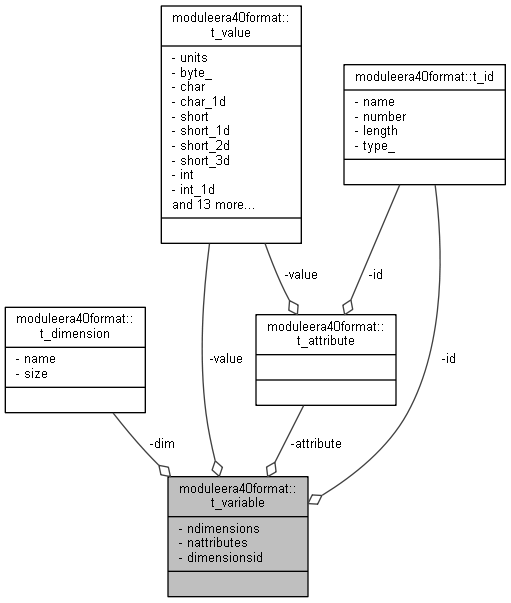 moduleera40format::
t_value
- units
- byte_
- char
- char_1d
- short
- short_1d
- short_2d
- short_3d
- int
- int_1d
and 13 more...
moduleera40format::t_id
- name
- number
- length
- type_
-value
-id
moduleera40format::
t_dimension
- name
- size
moduleera40format::
t_attribute
-value
-id
-dim
-attribute
moduleera40format::
t_variable
- ndimensions
- nattributes
- dimensionsid